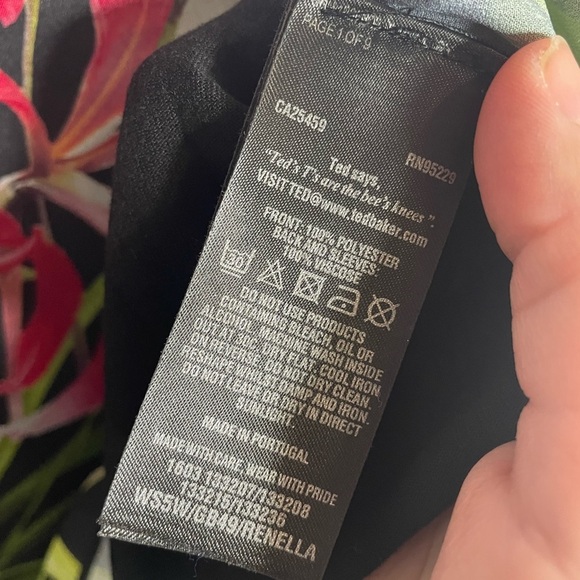 PAGE 1 OF 9
CA25459
RN95229
Ted says,
"Ted's T's, are the bee's knees".
VISIT TED@www.tedbaker.com
FRONT: 100% POLYESTER
BACK AND SLEEVES:
100% VISCOSE
30
DO NOT USE PRODUCTS
CONTAINING BLEACH, OIL OR
ALCOHOL. MACHINE WASH INSIDE
OUT AT 30C. DRY FLAT. COOL IRON
ON REVERSE. DO NOT DRY CLEAN.
RESHAPE WHILST DAMP AND IRON.
DO NOT LEAVE OR DRY IN DIRECT
SUNLIGHT.
MADE IN PORTUGAL
MADE WITH CARE, WEAR WITH PRIDE
1603 133207/133208
133219/133236
WS5W/GB49/RENELLA